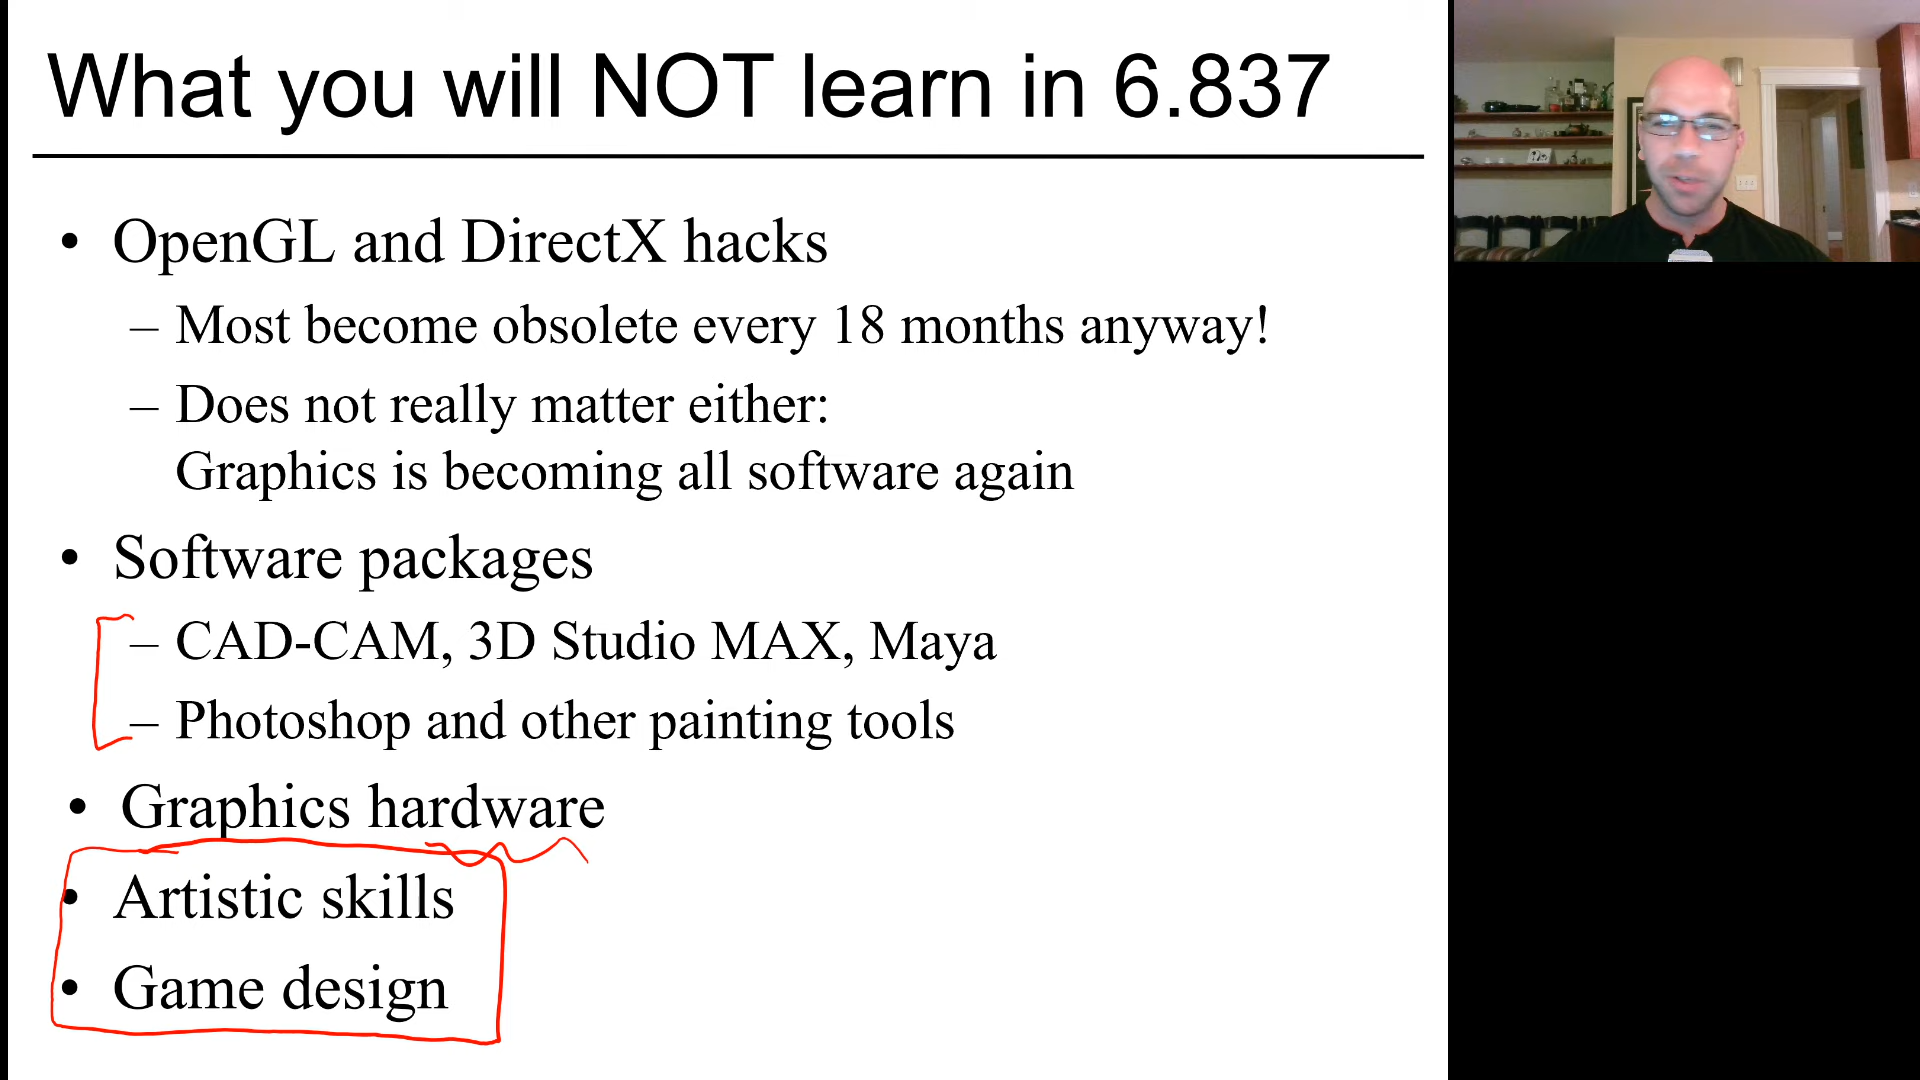 What you will NOT learn in 6.837
• OpenGL and DirectX hacks
– Most become obsolete every 18 months anyway!
– Does not really matter either:
Graphics is becoming all software again
• Software packages
– CAD-CAM, 3D Studio MAX, Maya
– Photoshop and other painting tools
• Graphics hardware
• Artistic skills
• Game design